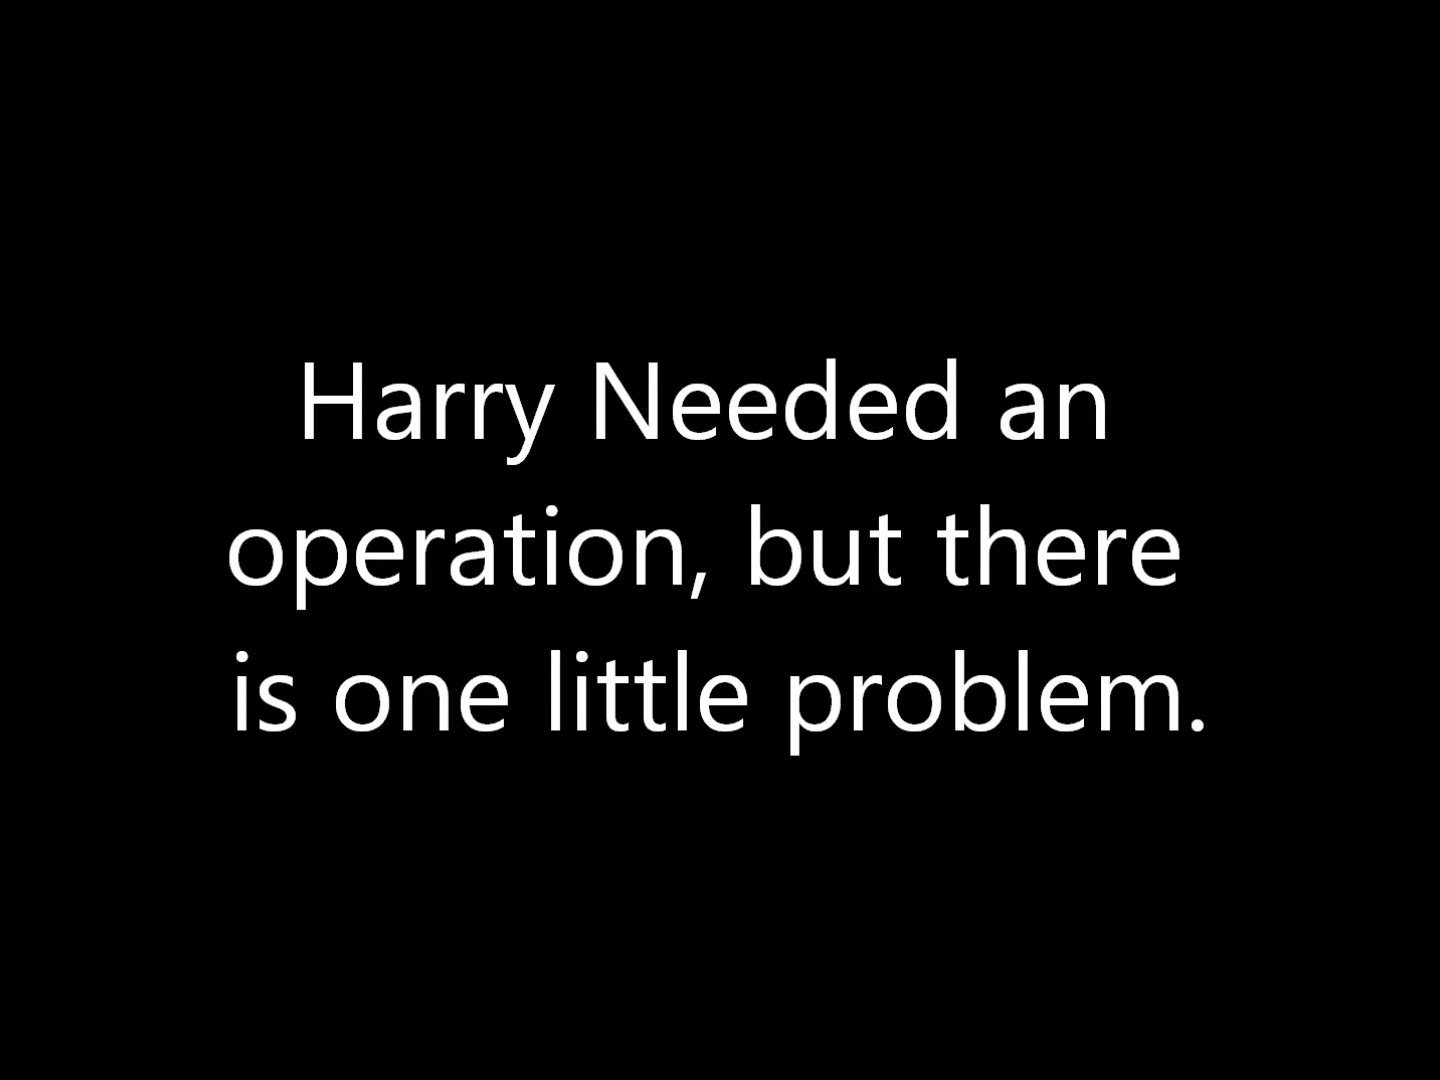 Harry Needed an
operation, but there
is one little problem.